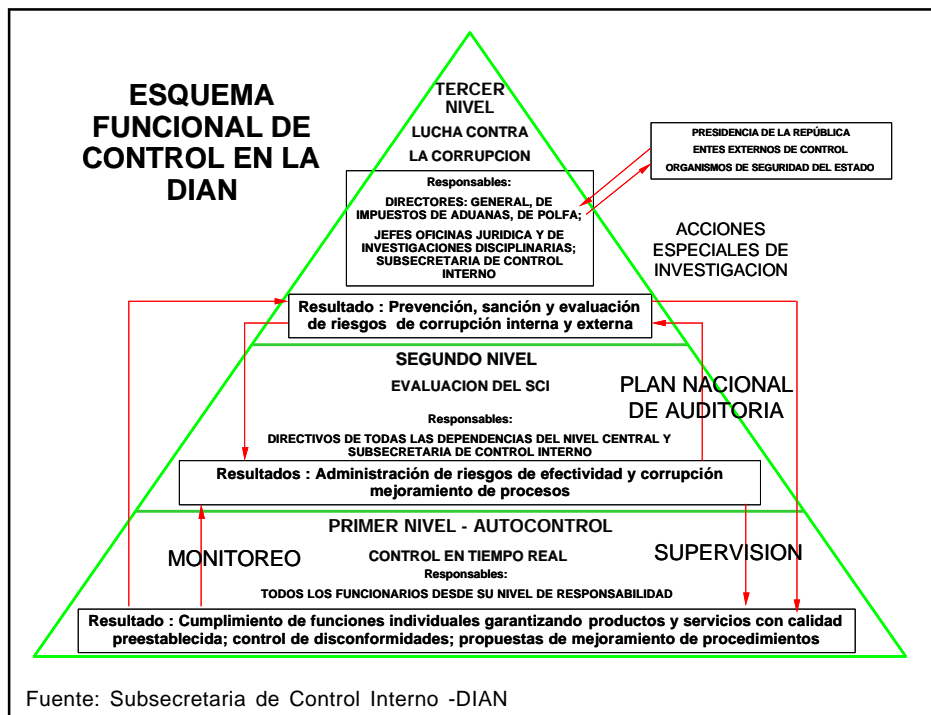 ESQUEMA
FUNCIONAL DE
CONTROL EN LA
DIAN
TERCER
NIVEL
LUCHA CONTRA
LA CORRUPCION
Responsables:
DIRECTORES: GENERAL, DE
IMPUESTOS DE ADUANAS, DE POLFA;
JEFES OFICINAS JURIDICA Y DE
INVESTIGACIONES DISCIPLINARIAS;
SUBSECRETARIA DE CONTROL
INTERNO
PRESIDENCIA DE LA REPÚBLICA
ENTES EXTERNOS DE CONTROL
ORGANISMOS DE SEGURIDAD DEL ESTADO
ACCIONES
ESPECIALES DE
INVESTIGACION
Resultado : Prevención, sanción y evaluación
de riesgos de corrupción interna y externa
SEGUNDO NIVEL
EVALUACION DEL SCI
PLAN NACIONAL
DE AUDITORIA
Responsables:
DIRECTIVOS DE TODAS LAS DEPENDENCIAS DEL NIVEL CENTRAL Y
SUBSECRETARIA DE CONTROL INTERNO
Resultados : Administración de riesgos de efectividad y corrupción
mejoramiento de procesos
PRIMER NIVEL - AUTOCONTROL
MONITOREO
CONTROL EN TIEMPO REAL
SUPERVISION
Responsables:
TODOS LOS FUNCIONARIOS DESDE SU NIVEL DE RESPONSABILIDAD
Resultado : Cumplimiento de funciones individuales garantizando productos y servicios con calidad
preestablecida; control de disconformidades; propuestas de mejoramiento de procedimientos
Fuente: Subsecretaria de Control Interno -DIAN